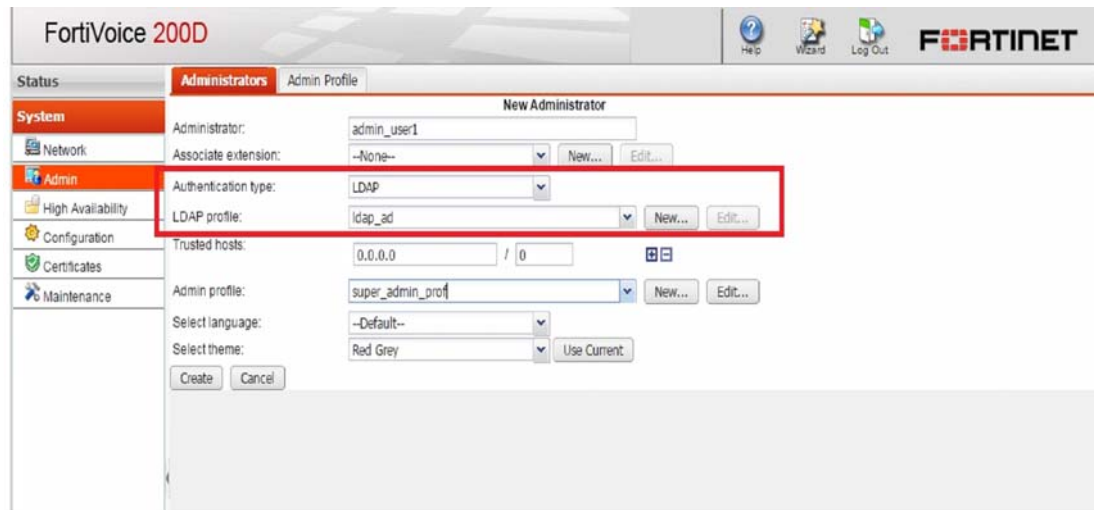 FortiVoice 200D
Help
Wizard
Log Out
FORTINET
Status
System
Network
Admin
High Availability
Configuration
Certificates
Maintenance
Administrators
Admin Profile
New Administrator
Administrator: admin_user1
Associate extension: --None-- New... Edit...
Authentication type: LDAP
LDAP profile: ldap_ad New... Edit...
Trusted hosts: 0.0.0.0 / 0
Admin profile: super_admin_prof New... Edit...
Select language: --Default--
Select theme: Red Grey Use Current
Create Cancel